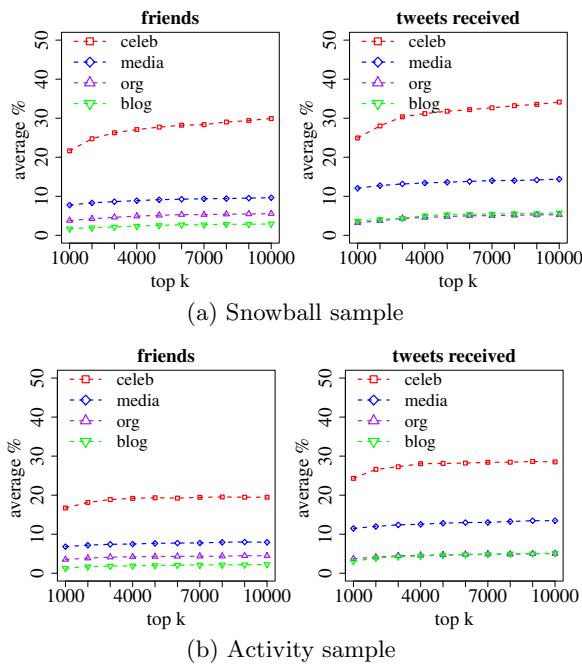 friends
tweets received
average %
0 10 20 30 40 50
celeb
media
org
blog
1000 4000 7000 10000
top k
average %
0 10 20 30 40 50
celeb
media
org
blog
1000 4000 7000 10000
top k
(a) Snowball sample
friends
tweets received
average %
0 10 20 30 40 50
celeb
media
org
blog
1000 4000 7000 10000
top k
average %
0 10 20 30 40 50
celeb
media
org
blog
1000 4000 7000 10000
top k
(b) Activity sample